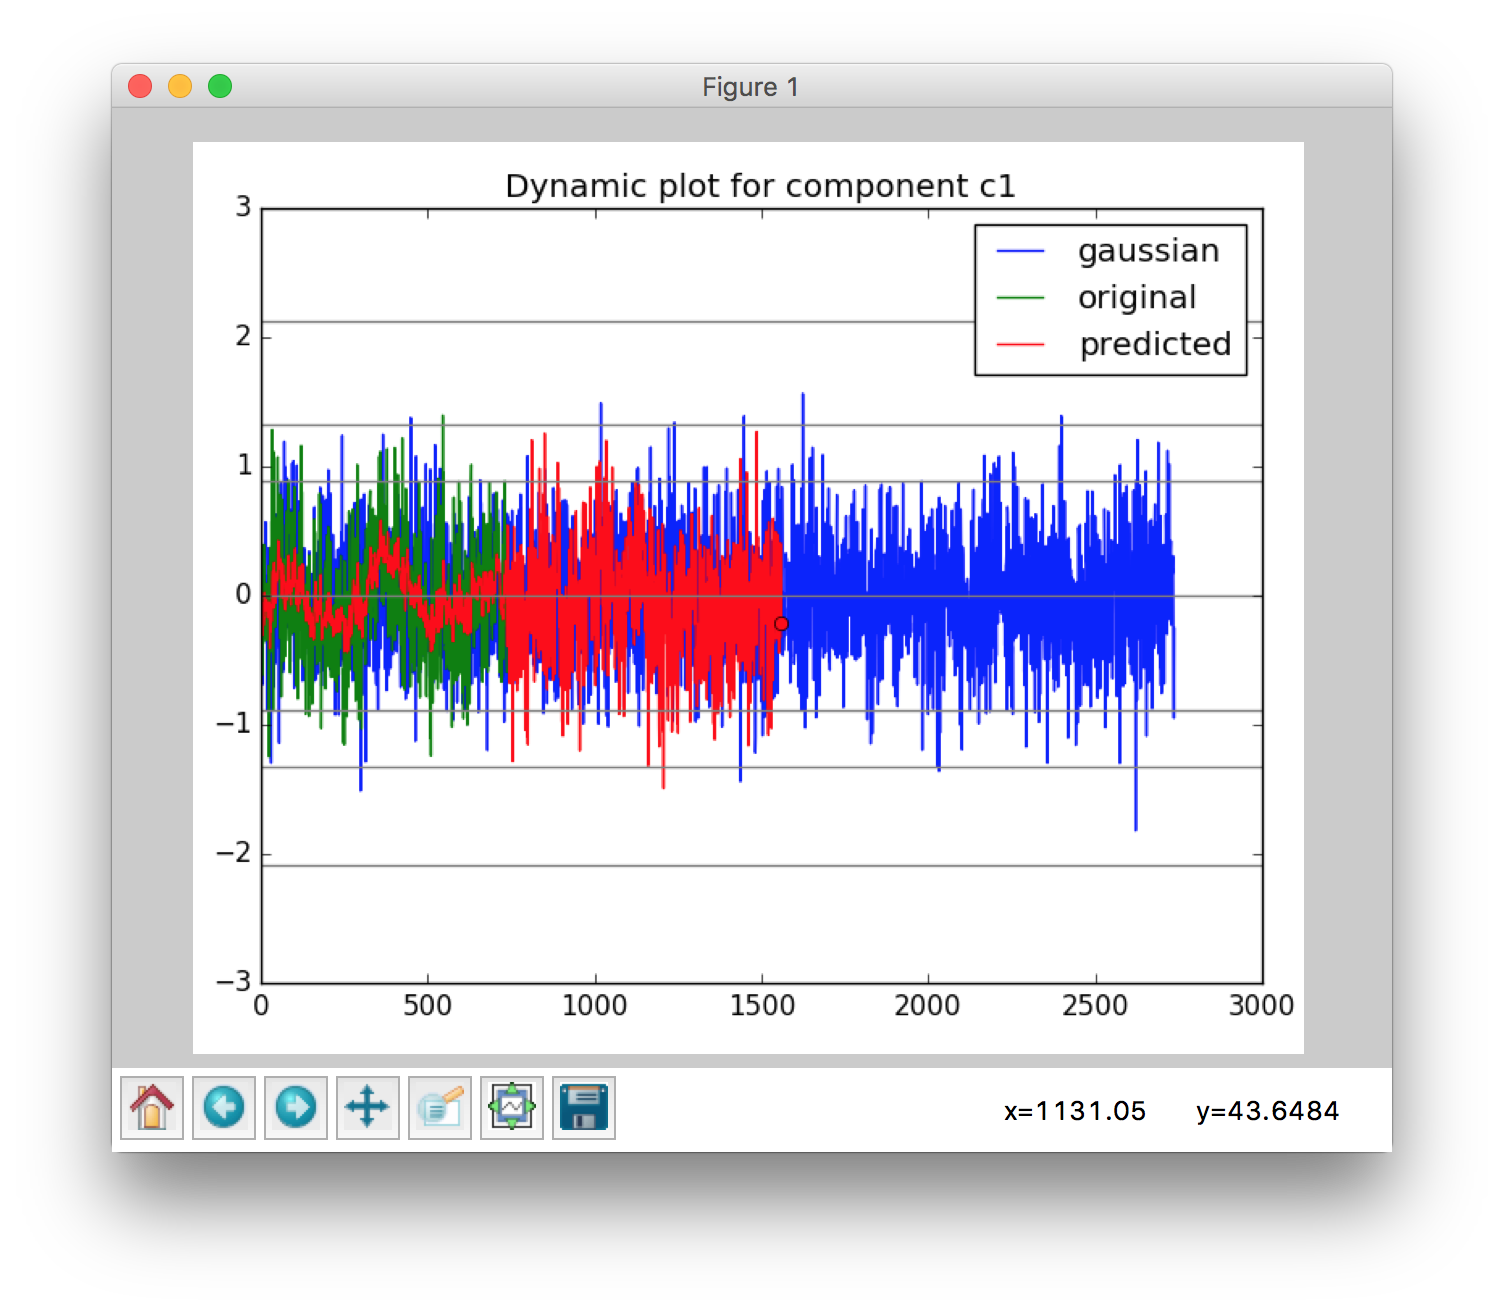 Figure 1
Dynamic plot for component c1
gaussian
original
predicted
3
2
1
0
−1
−2
−3
0 500 1000 1500 2000 2500 3000
x=1131.05 y=43.6484